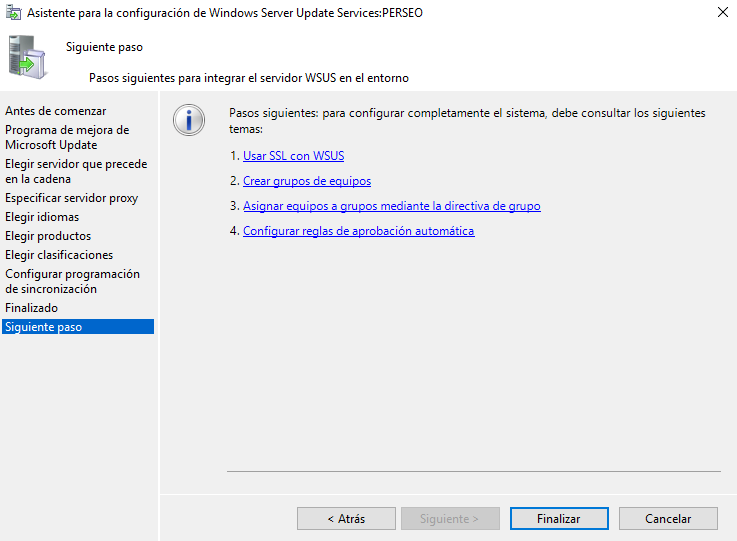 Asistente para la configuración de Windows Server Update Services:PERSEO
Siguiente paso
Pasos siguientes para integrar el servidor WSUS en el entorno
Antes de comenzar
Programa de mejora de
Microsoft Update
Elegir servidor que precede
en la cadena
Especificar servidor proxy
Elegir idiomas
Elegir productos
Elegir clasificaciones
Configurar programación
de sincronización
Finalizado
Siguiente paso
Pasos siguientes: para configurar completamente el sistema, debe consultar los siguientes
temas:
1. Usar SSL con WSUS
2. Crear grupos de equipos
3. Asignar equipos a grupos mediante la directiva de grupo
4. Configurar reglas de aprobación automática
< Atrás
Siguiente >
Finalizar
Cancelar